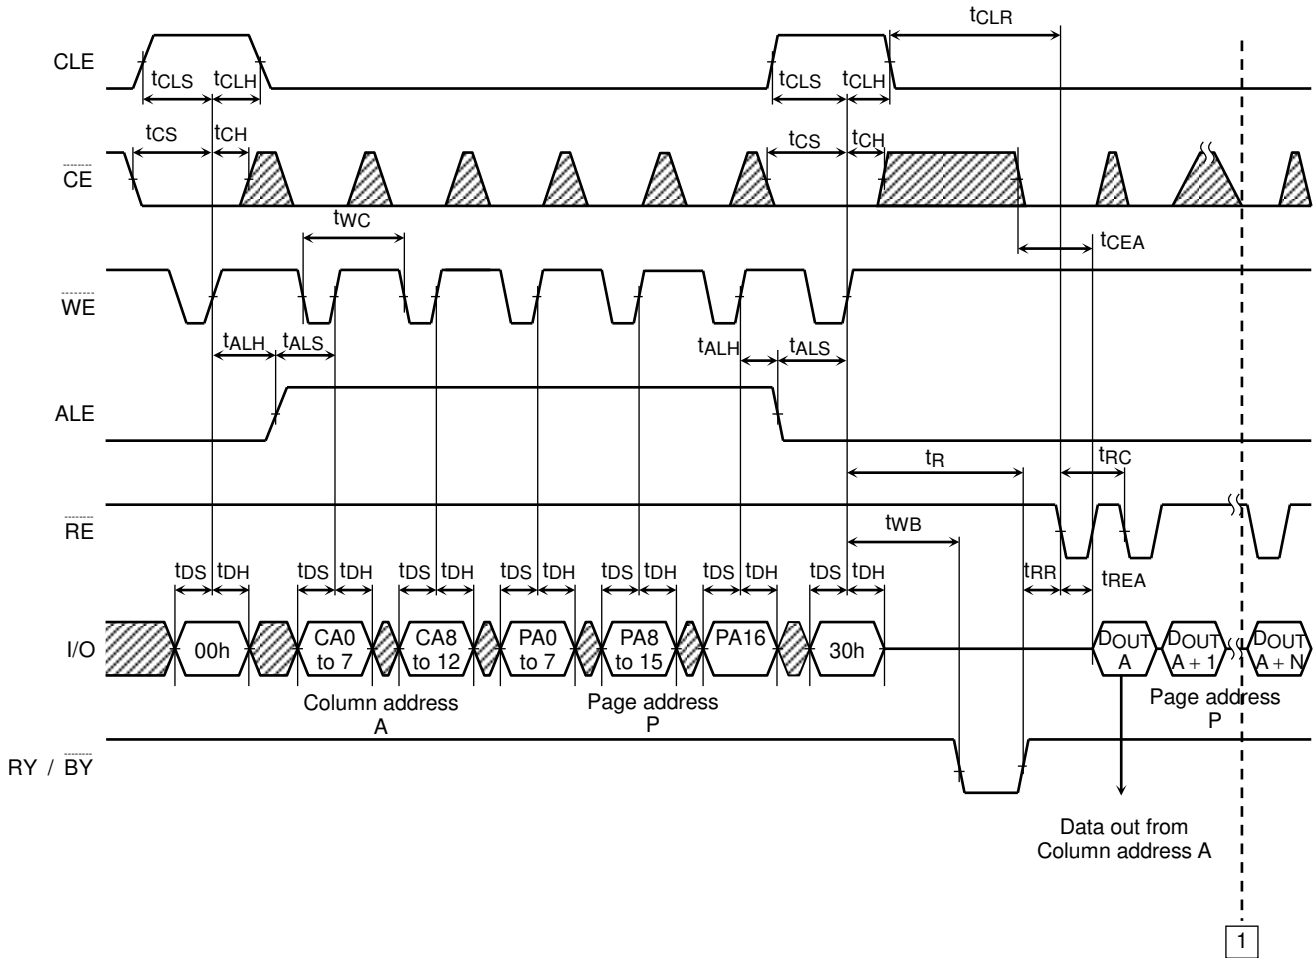 tCLR
CLE
tCLS tCLH tCLS tCLH
tCS tCH tCS tCH
CE
tWC
tCEA
WE
tALH tALS tALH tALS
ALE
tR tRC
RE
tWB
tDS tDH tDS tDH tDS tDH tDS tDH tDS tDH tDS tDH tDS tDH tRR tREA
I/O 00h CA0 to 7 CA8 to 12 PA0 to 7 PA8 to 15 PA16 30h DOUT A DOUT A + 1 DOUT A + N
Column address Page address Page address
A P P
RY / BY
Data out from
Column address A
1